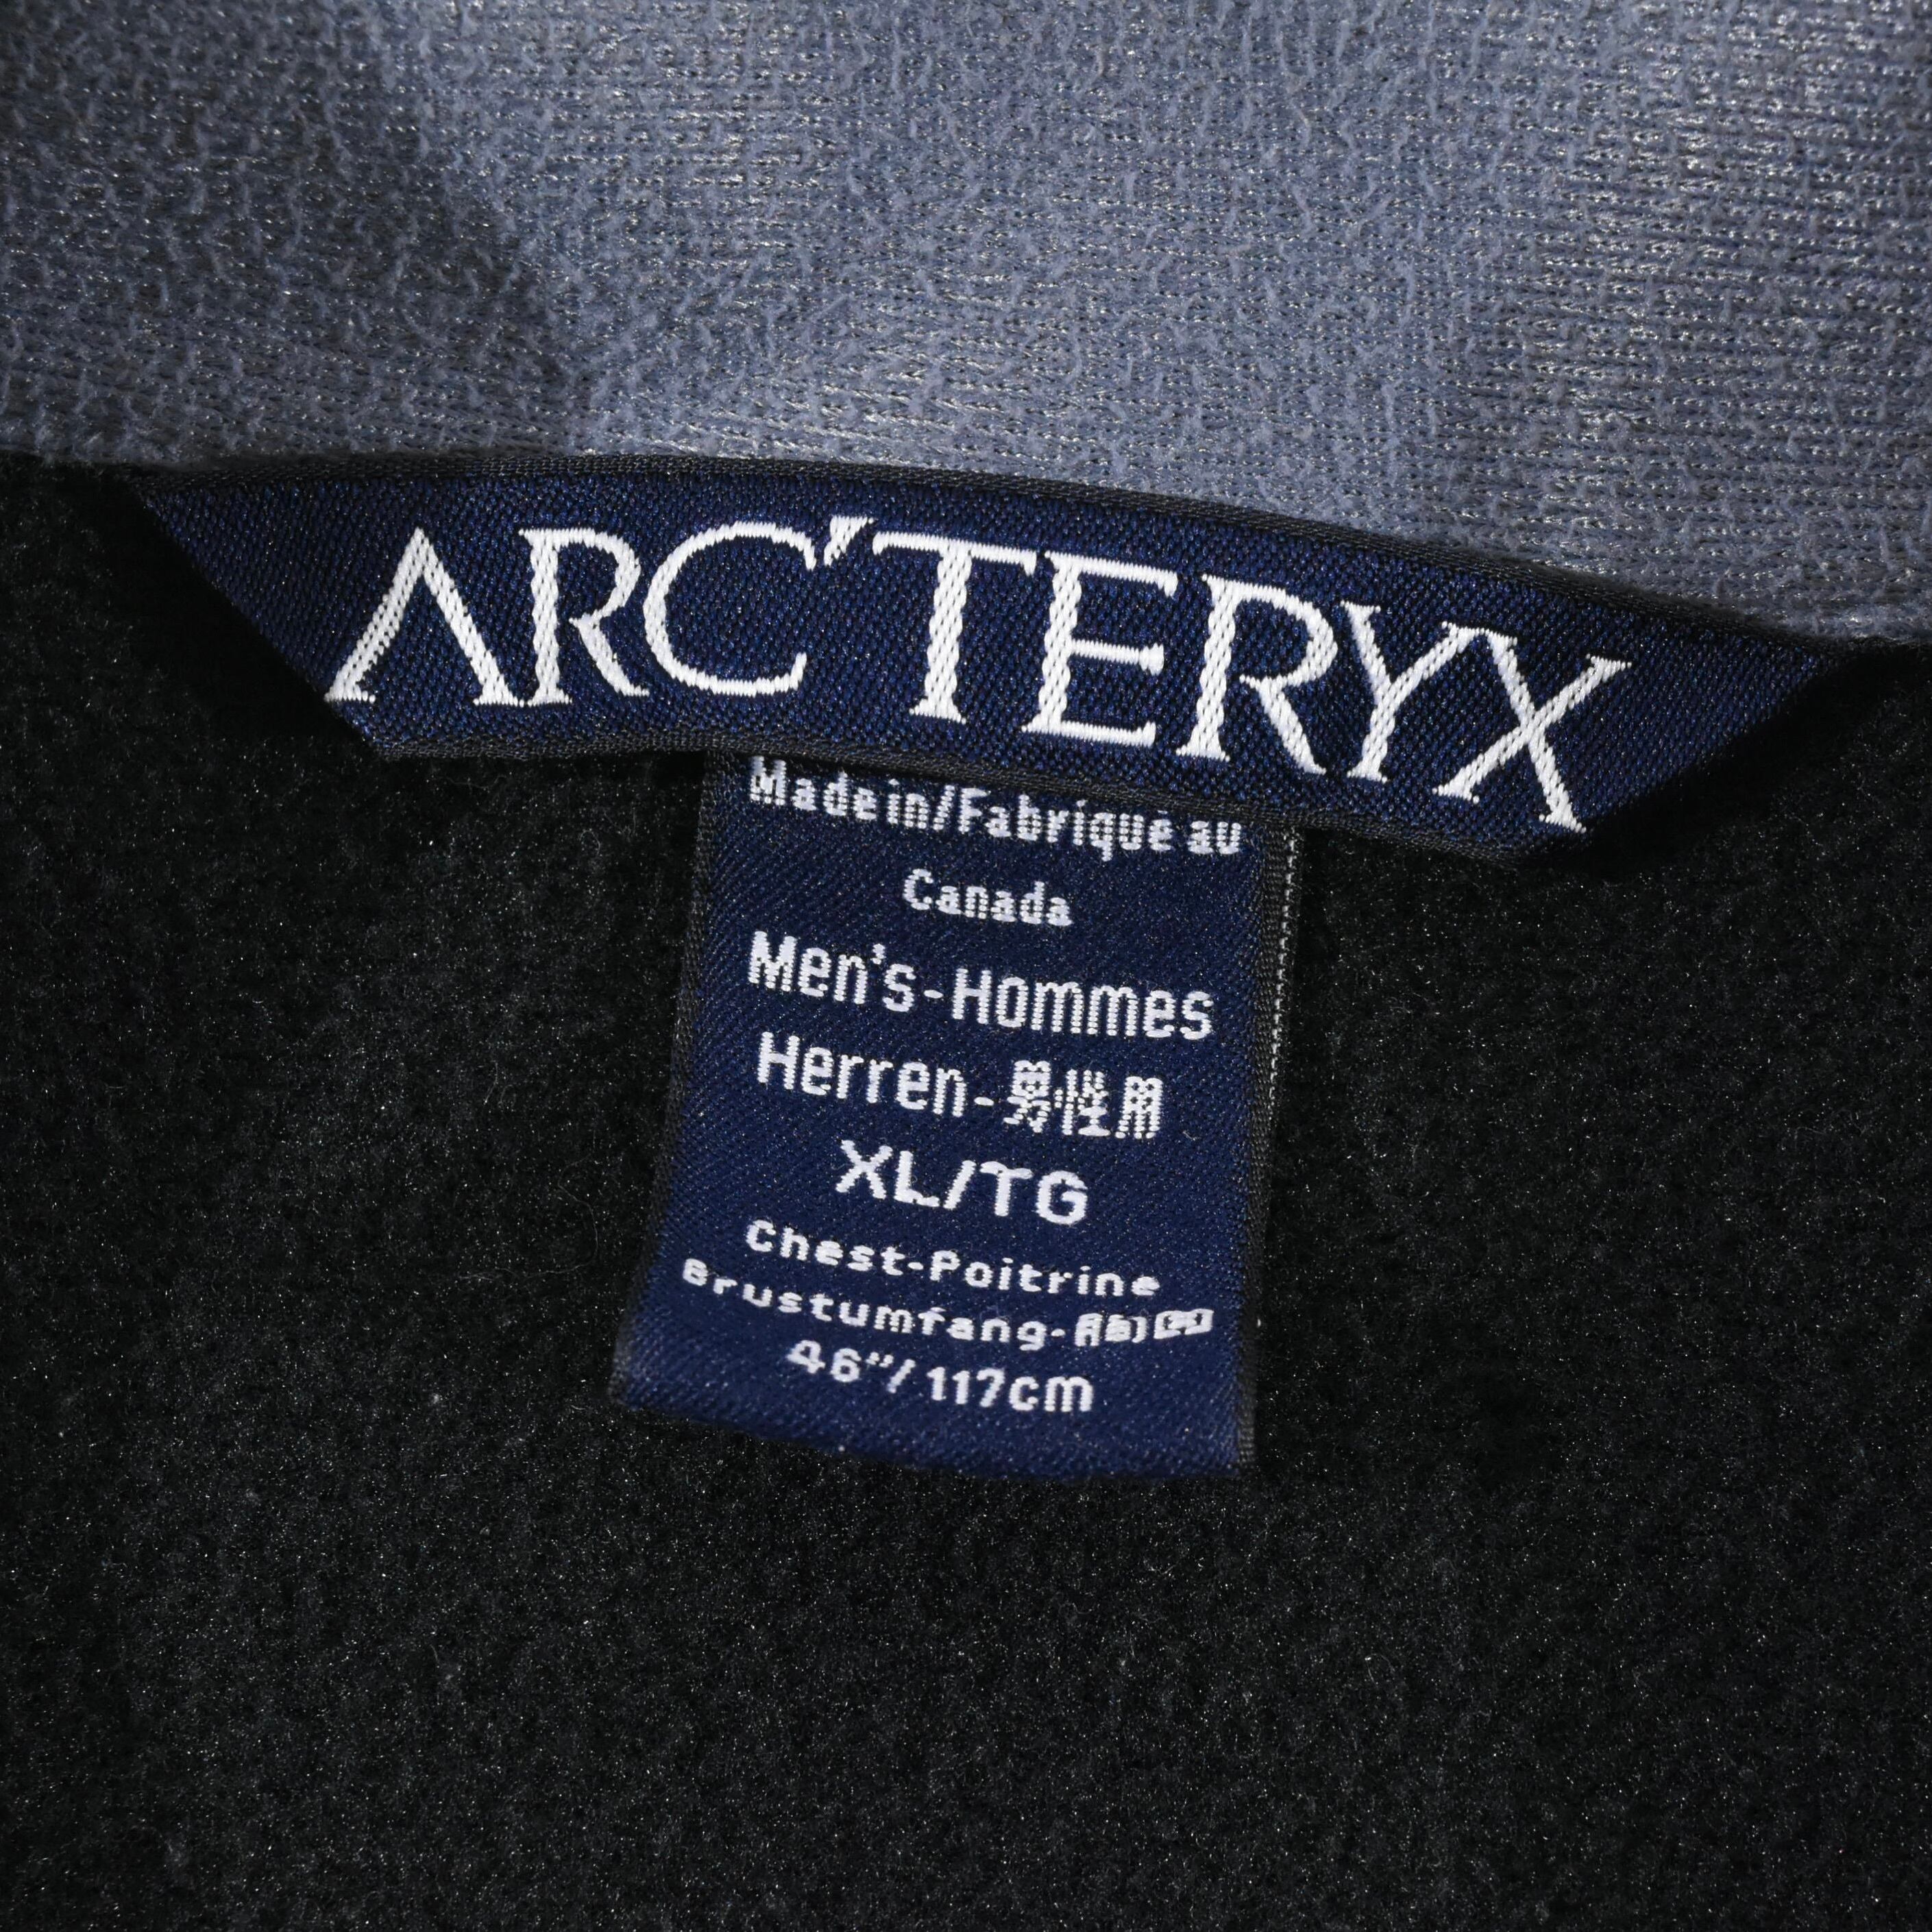 ARC'TERYX
Made in/Fabrique au
Canada
Men's-Hommes
Herren-男性用
XL/TG
Chest-Poitrine
Brustumfang-
46"/117cm